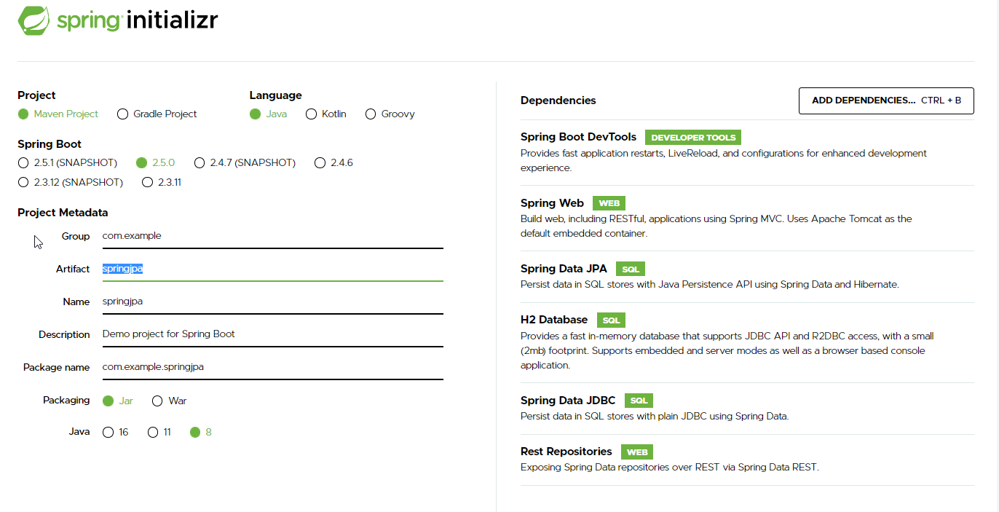 spring initializr
Project
Maven Project Gradle Project
Language
Java Kotlin Groovy
Spring Boot
2.5.1 (SNAPSHOT) 2.5.0 2.4.7 (SNAPSHOT) 2.4.6
2.3.12 (SNAPSHOT) 2.3.11
Project Metadata
Group com.example
Artifact springjpa
Name springjpa
Description Demo project for Spring Boot
Package name com.example.springjpa
Packaging Jar War
Java 16 11 8
Dependencies
ADD DEPENDENCIES... CTRL + B
Spring Boot DevTools DEVELOPER TOOLS
Provides fast application restarts, LiveReload, and configurations for enhanced development
experience.
Spring Web WEB
Build web, including RESTful, applications using Spring MVC. Uses Apache Tomcat as the
default embedded container.
Spring Data JPA SQL
Persist data in SQL stores with Java Persistence API using Spring Data and Hibernate.
H2 Database SQL
Provides a fast in-memory database that supports JDBC API and R2DBC access, with a small
(2mb) footprint. Supports embedded and server modes as well as a browser based console
application.
Spring Data JDBC SQL
Persist data in SQL stores with plain JDBC using Spring Data.
Rest Repositories WEB
Exposing Spring Data repositories over REST via Spring Data REST.